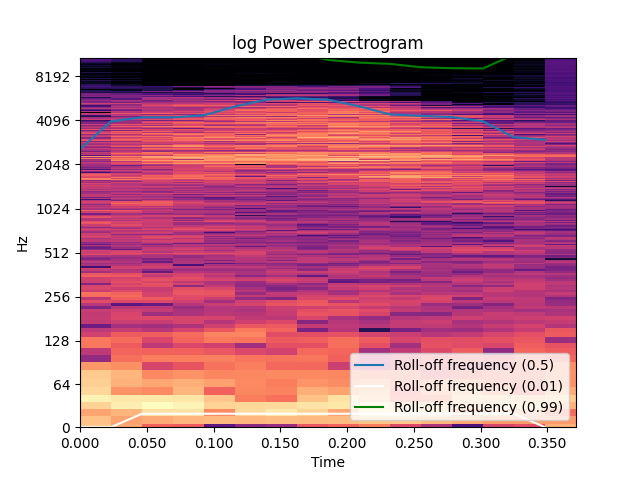 log Power spectrogram
8192
4096
2048
1024
512
256
128
64
0
Hz
Roll-off frequency (0.5)
Roll-off frequency (0.01)
Roll-off frequency (0.99)
0.000 0.050 0.100 0.150 0.200 0.250 0.300 0.350
Time